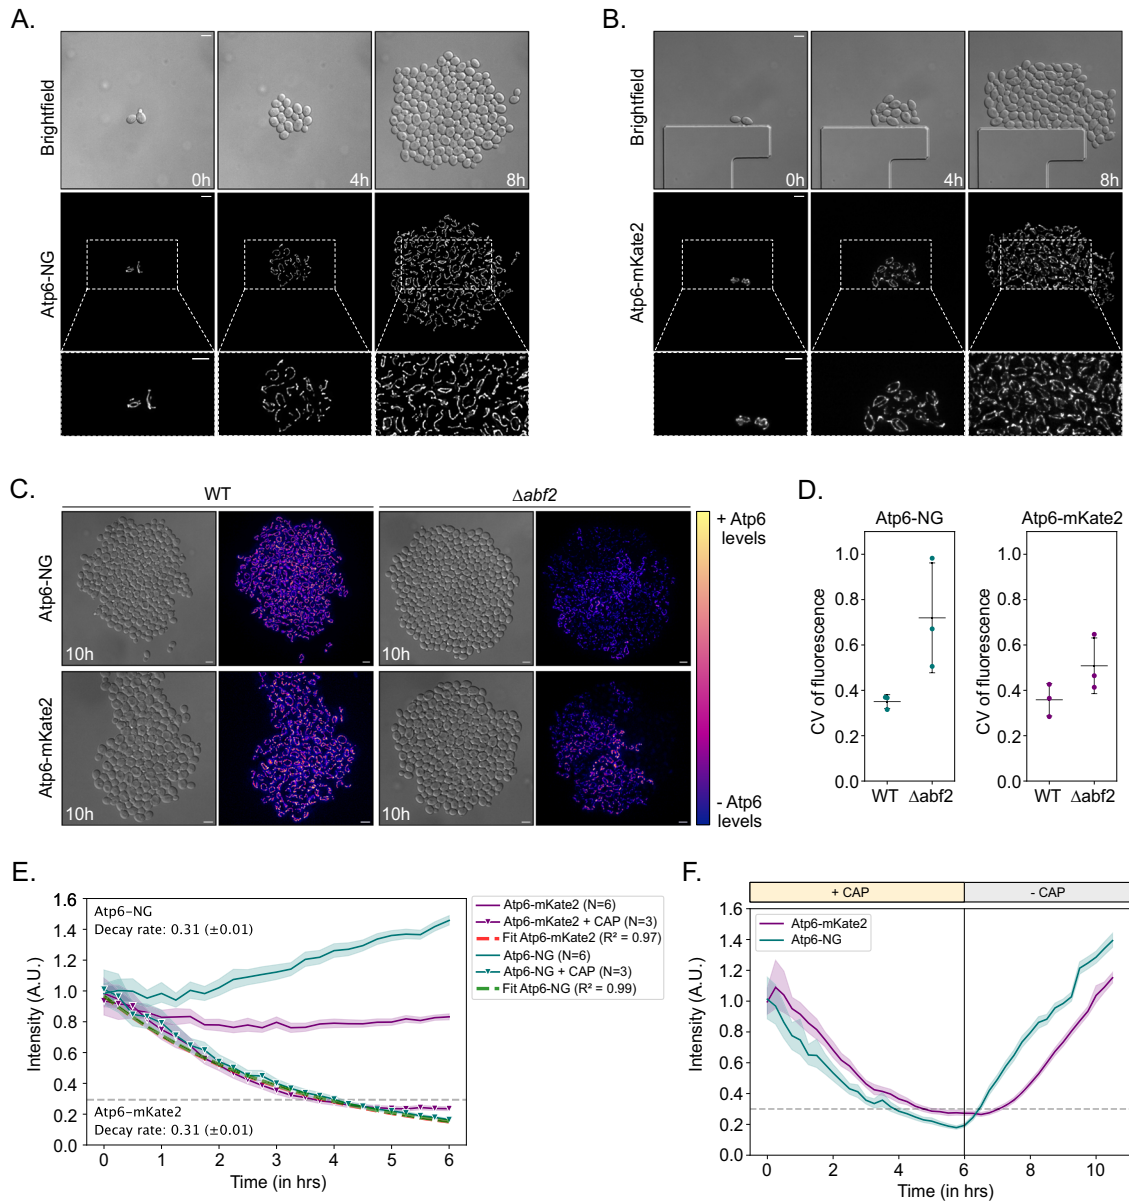 A.
Brightfield
0h
4h
8h
Atp6-NG
B.
Brightfield
0h
4h
8h
Atp6-mKate2
C.
WT
Δabf2
Atp6-NG
10h
Atp6-mKate2
10h
+ Atp6
levels
- Atp6
levels
D.
Atp6-NG
CV of fluorescence
1.0
0.8
0.6
0.4
0.2
0.0
WT
Δabf2
Atp6-mKate2
CV of fluorescence
1.0
0.8
0.6
0.4
0.2
0.0
WT
Δabf2
E.
Intensity (A.U.)
1.6
1.4
1.2
1.0
0.8
0.6
0.4
0.2
0.0
Atp6-NG
Decay rate: 0.31 (±0.01)
Atp6-mKate2
Decay rate: 0.31 (±0.01)
0 1 2 3 4 5 6
Time (in hrs)
Atp6-mKate2 (N=6)
Atp6-mKate2 + CAP (N=3)
Fit Atp6-mKate2 (R² = 0.97)
Atp6-NG (N=6)
Atp6-NG + CAP (N=3)
Fit Atp6-NG (R² = 0.99)
F.
+ CAP
- CAP
Atp6-mKate2
Atp6-NG
Intensity (A.U.)
1.6
1.4
1.2
1.0
0.8
0.6
0.4
0.2
0.0
0 2 4 6 8 10
Time (in hrs)